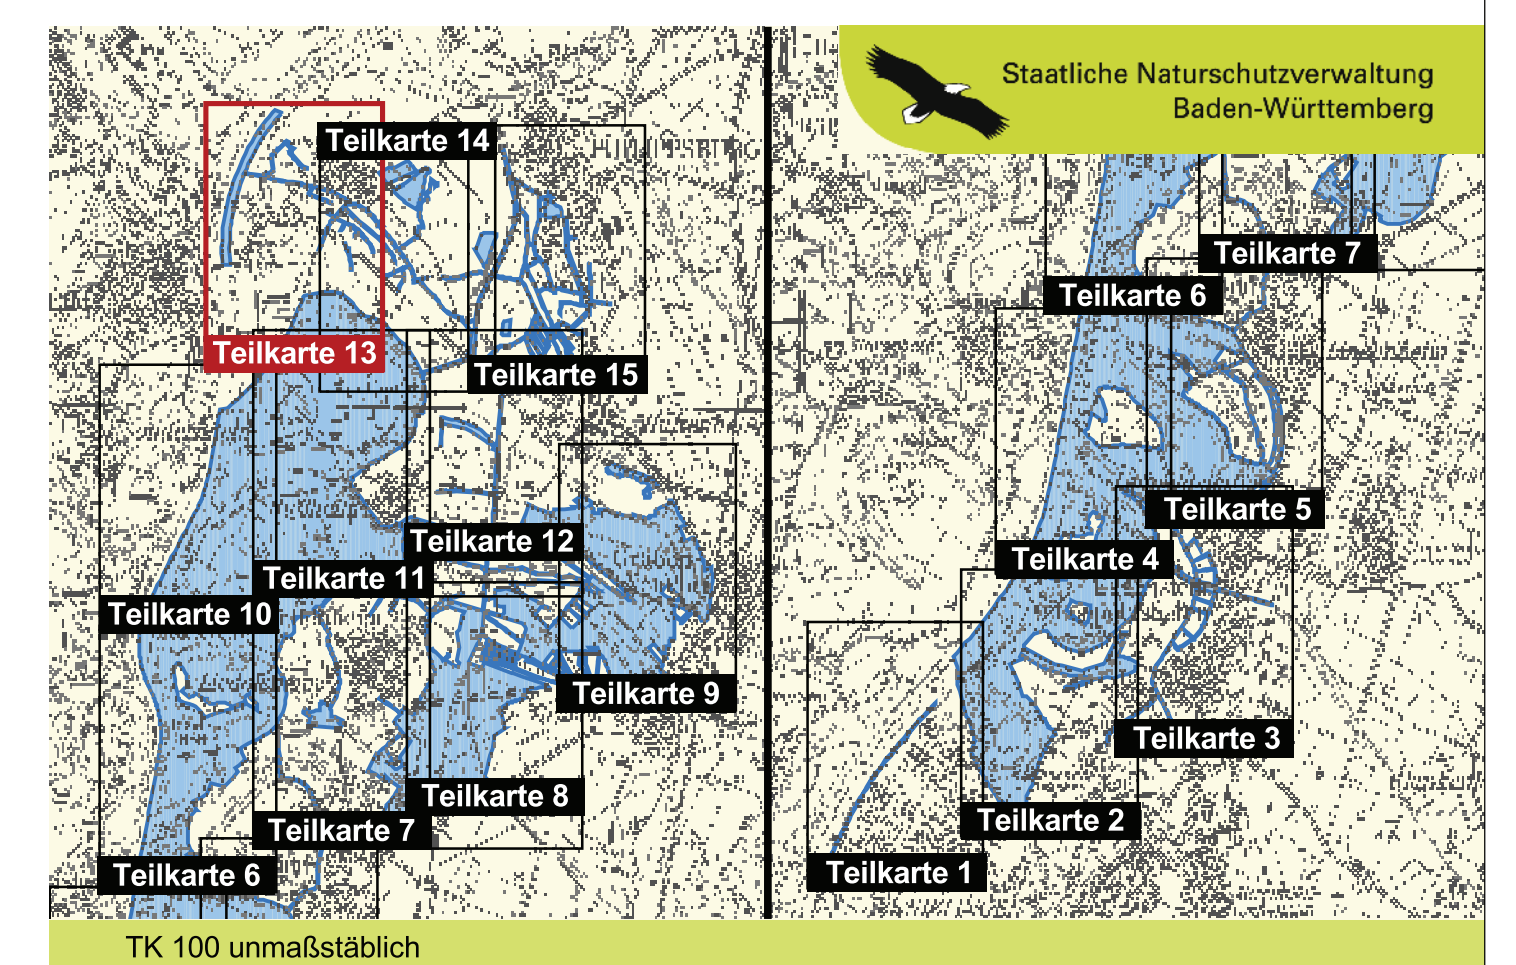 Staatliche Naturschutzverwaltung
Baden-Württemberg
Teilkarte 14
Teilkarte 13
Teilkarte 15
Teilkarte 12
Teilkarte 11
Teilkarte 10
Teilkarte 9
Teilkarte 8
Teilkarte 7
Teilkarte 6
Teilkarte 7
Teilkarte 6
Teilkarte 5
Teilkarte 4
Teilkarte 3
Teilkarte 2
Teilkarte 1
TK 100 unmaßstäblich